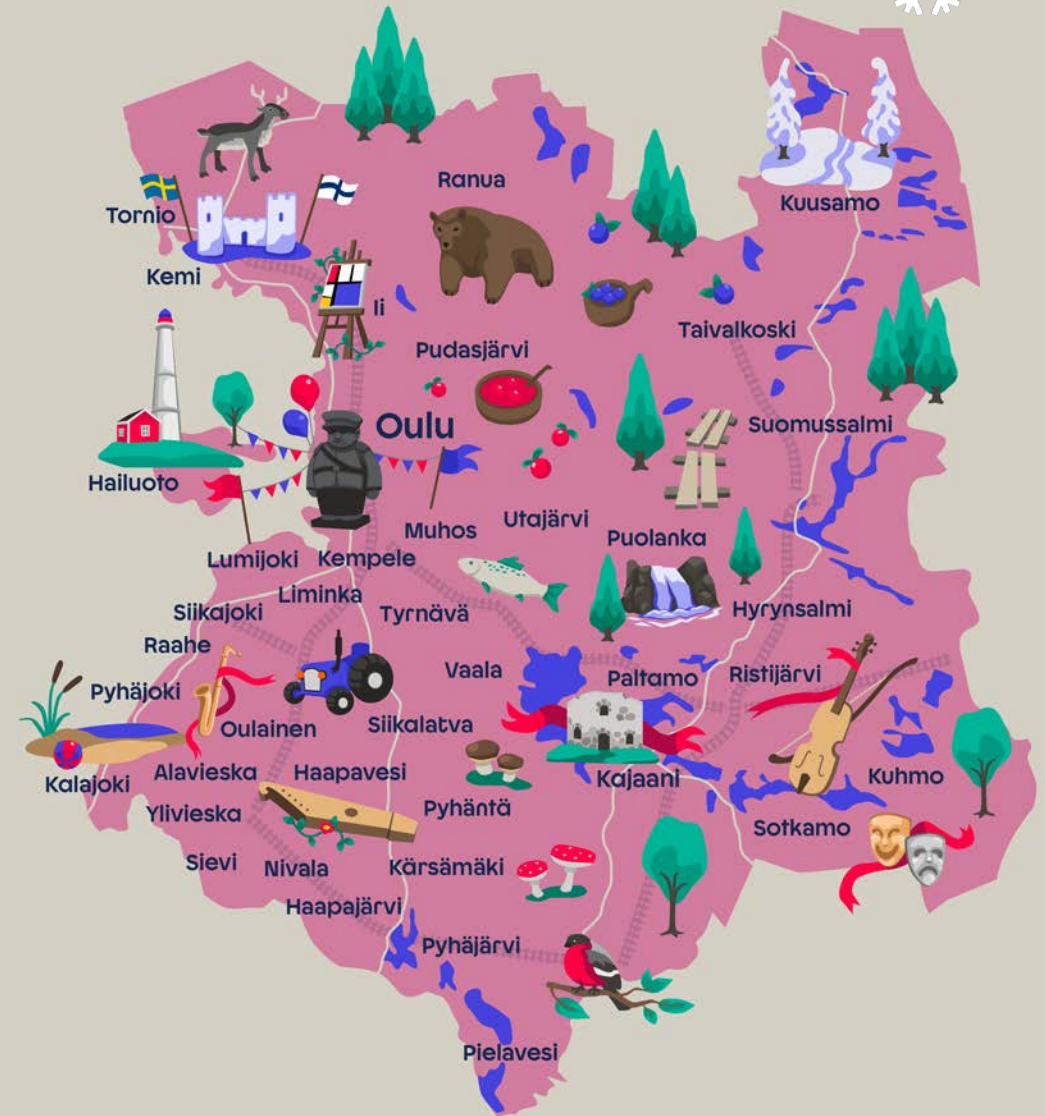 Ranua
Kuusamo
Tornio
Kemi
Ii
Taivalkoski
Pudasjärvi
Oulu
Suomussalmi
Hailuoto
Muhos
Utajärvi
Puolanka
Lumijoki
Kempele
Liminka
Siikajoki
Tyrnävä
Hyrynsalmi
Raahe
Vaala
Paltamo
Ristijärvi
Pyhäjoki
Oulainen
Siikalatva
Kalajoki
Alavieska
Haapavesi
Kajaani
Kuhmo
Ylivieska
Pyhäntä
Sotkamo
Sievi
Nivala
Kärsämäki
Haapajärvi
Pyhäjärvi
Pielavesi